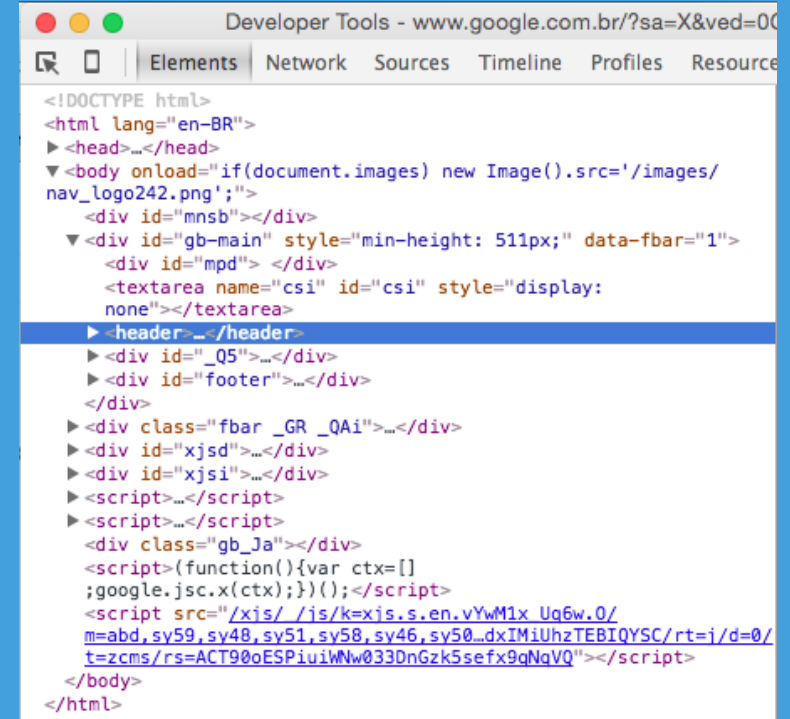 Developer Tools - www.google.com.br/?sa=X&ved=0C
Elements Network Sources Timeline Profiles Resource
<!DOCTYPE html>
<html lang="en-BR">
▶<head>…</head>
▼<body onload="if(document.images) new Image().src='/images/
nav_logo242.png';">
<div id="mnsb"></div>
▼<div id="gb-main" style="min-height: 511px;" data-fbar="1">
<div id="mpd"> </div>
<textarea name="csi" id="csi" style="display:
none"></textarea>
▶<header>…</header>
▶<div id="_Q5">…</div>
▶<div id="footer">…</div>
</div>
▶<div class="fbar _GR _QAi">…</div>
▶<div id="xjsd">…</div>
▶<div id="xjsi">…</div>
▶<script>…</script>
▶<script>…</script>
<div class="gb_Ja"></div>
<script>(function(){var ctx=[]
;google.jsc.x(ctx);})();</script>
<script src="/xjs/_/js/k=xjs.s.en.vYwM1x_Uq6w.O/
m=abd,sy59,sy48,sy51,sy58,sy46,sy50…dxIMiUhzTEBIQYSC/rt=j/d=0/
t=zcms/rs=ACT90oESPiuiWNw033DnGzk5sefx9qNqVQ"></script>
</body>
</html>